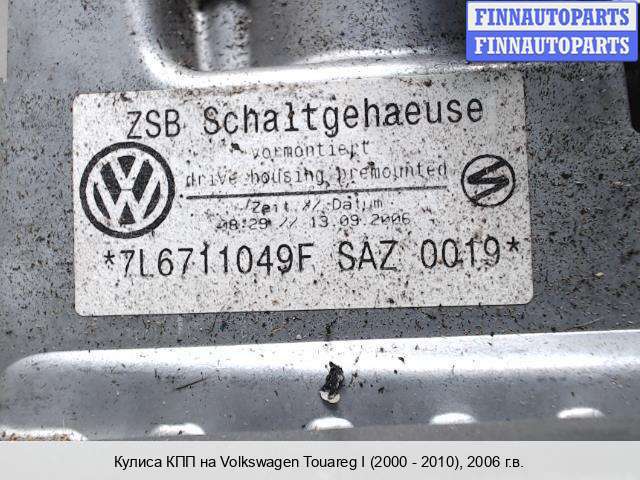 FINNAUTOPARTS
FINNAUTOPARTS
ZSB Schaltgehaeuse
vormontiert
drive housing premounted
Zeit // Datum
08:29 // 13.09.2006
*7L6711049F SAZ 0019*
Кулиса КПП на Volkswagen Touareg I (2000 - 2010), 2006 г.в.